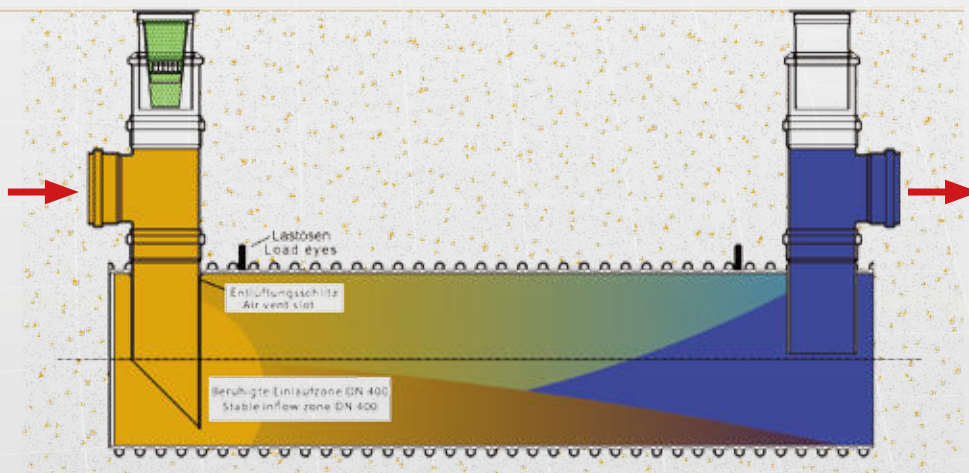 Lastösen
Load eyes
Entlüftungsschlitz
Air vent slot
Beruhigte Einlaufzone DN 400
Stable inflow zone DN 400